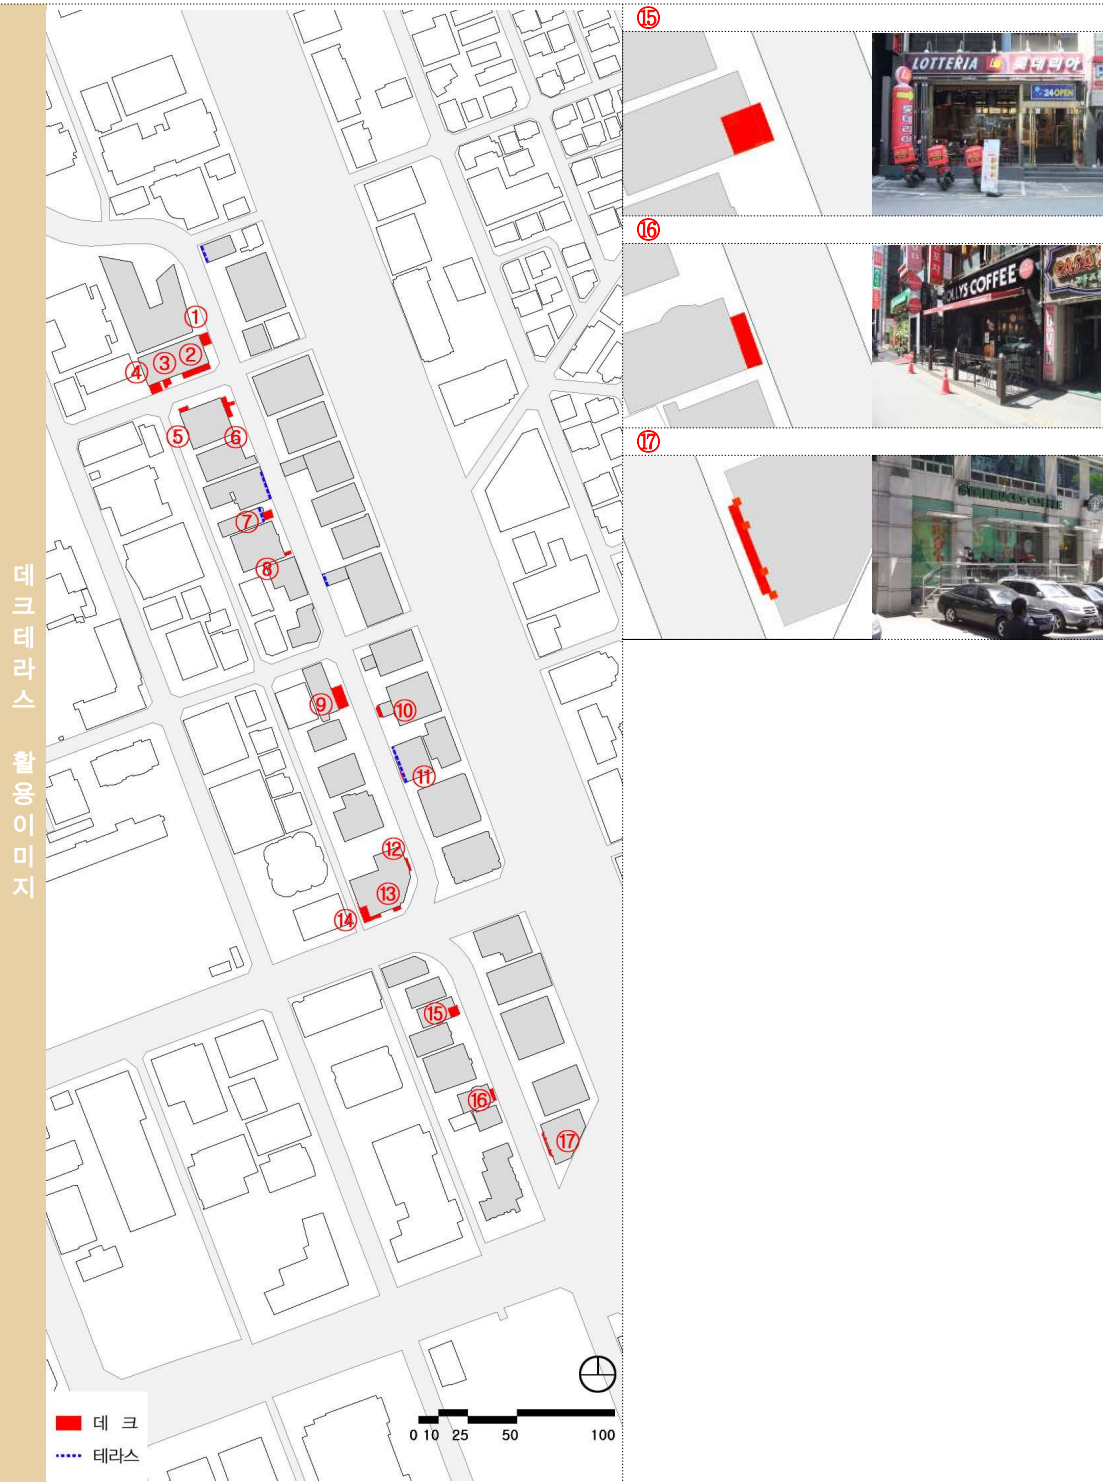 데크테라스 활용이미지
①
②
③
④
⑤
⑥
⑦
⑧
⑨
⑩
⑪
⑫
⑬
⑭
⑮
⑯
⑰
데 크
테라스
0 10 25 50 100
⑮
LOTTERIA 롯데리아
24 OPEN
⑯
HOLLYS COFFEE
⑰
STARBUCKS COFFEE